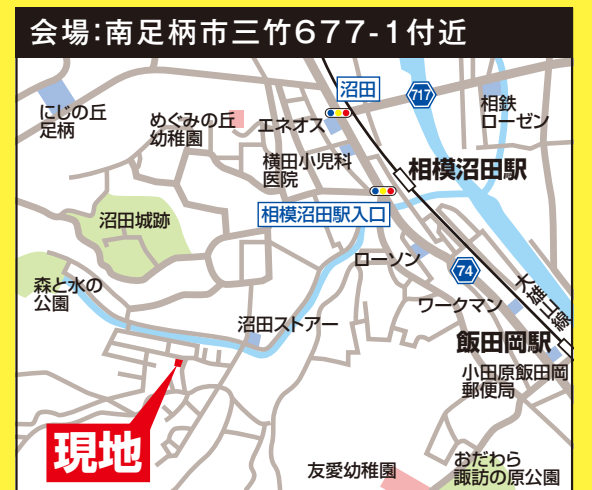 会場:南足柄市三竹677-1付近
沼田
717
相鉄
ローゼン
にじの丘
足柄
めぐみの丘
幼稚園
エネオス
横田小児科
医院
相模沼田駅
相模沼田駅入口
沼田城跡
ローソン
74
大雄山線
森と水の
公園
ワークマン
沼田ストアー
飯田岡駅
小田原飯田岡
郵便局
現地
友愛幼稚園
おだわら
諏訪の原公園